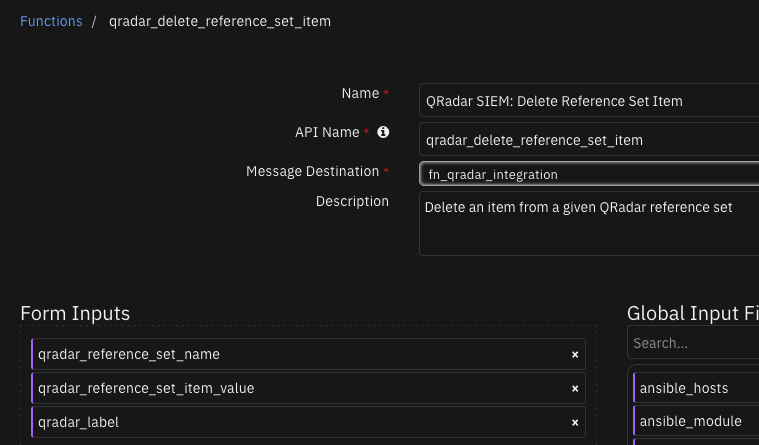 Functions / qradar_delete_reference_set_item
Name *
QRadar SIEM: Delete Reference Set Item
API Name *
qradar_delete_reference_set_item
Message Destination *
fn_qradar_integration
Description
Delete an item from a given QRadar reference set
Form Inputs
qradar_reference_set_name ×
qradar_reference_set_item_value ×
qradar_label ×
Global Input Fi
Search...
ansible_hosts
ansible_module